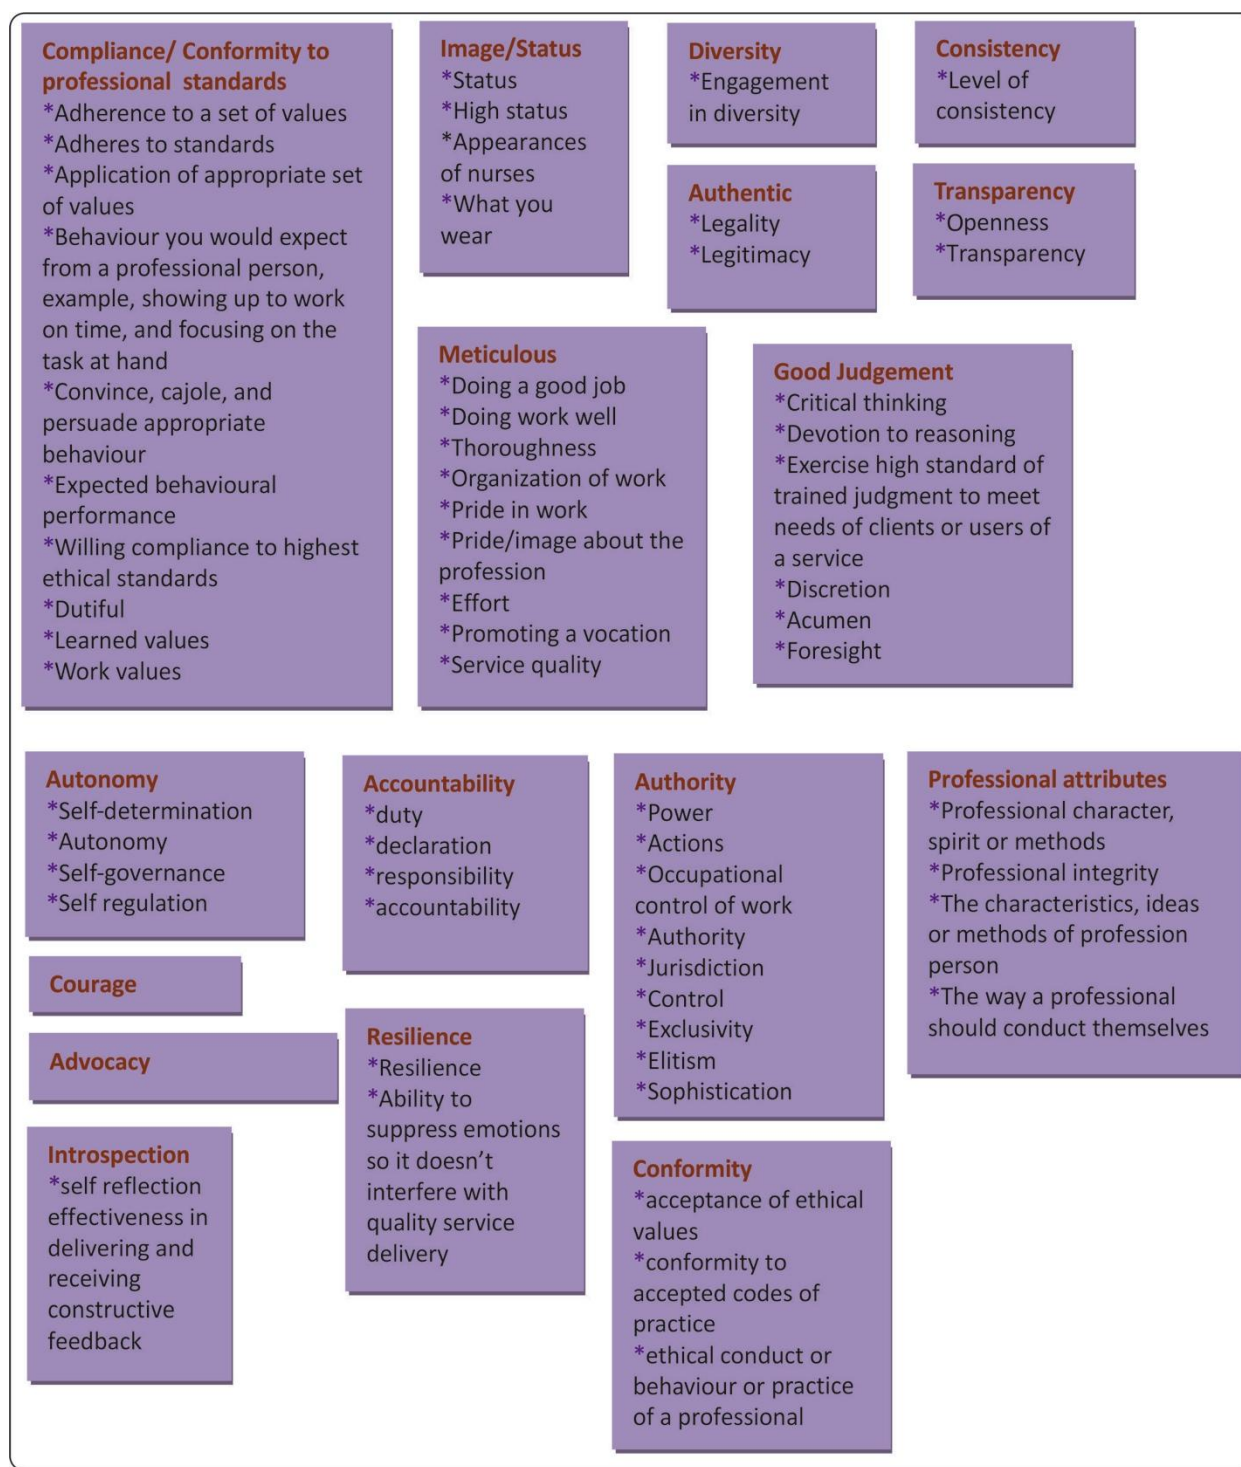 Compliance/ Conformity to
professional standards
*Adherence to a set of values
*Adheres to standards
*Application of appropriate set
of values
*Behaviour you would expect
from a professional person,
example, showing up to work
on time, and focusing on the
task at hand
*Convince, cajole, and
persuade appropriate
behaviour
*Expected behavioural
performance
*Willing compliance to highest
ethical standards
*Dutiful
*Learned values
*Work values
Image/Status
*Status
*High status
*Appearances
of nurses
*What you
wear
Diversity
*Engagement
in diversity
Consistency
*Level of
consistency
Authentic
*Legality
*Legitimacy
Transparency
*Openness
*Transparency
Meticulous
*Doing a good job
*Doing work well
*Thoroughness
*Organization of work
*Pride in work
*Pride/image about the
profession
*Effort
*Promoting a vocation
*Service quality
Good Judgement
*Critical thinking
*Devotion to reasoning
*Exercise high standard of
trained judgment to meet
needs of clients or users of
a service
*Discretion
*Acumen
*Foresight
Autonomy
*Self-determination
*Autonomy
*Self-governance
*Self regulation
Accountability
*duty
*declaration
*responsibility
*accountability
Authority
*Power
*Actions
*Occupational
control of work
*Authority
*Jurisdiction
*Control
*Exclusivity
*Elitism
*Sophistication
Professional attributes
*Professional character,
spirit or methods
*Professional integrity
*The characteristics, ideas
or methods of profession
person
*The way a professional
should conduct themselves
Courage
Advocacy
Resilience
*Resilience
*Ability to
suppress emotions
so it doesn't
interfere with
quality service
delivery
Introspection
*self reflection
effectiveness in
delivering and
receiving
constructive
feedback
Conformity
*acceptance of ethical
values
*conformity to
accepted codes of
practice
*ethical conduct or
behaviour or practice
of a professional